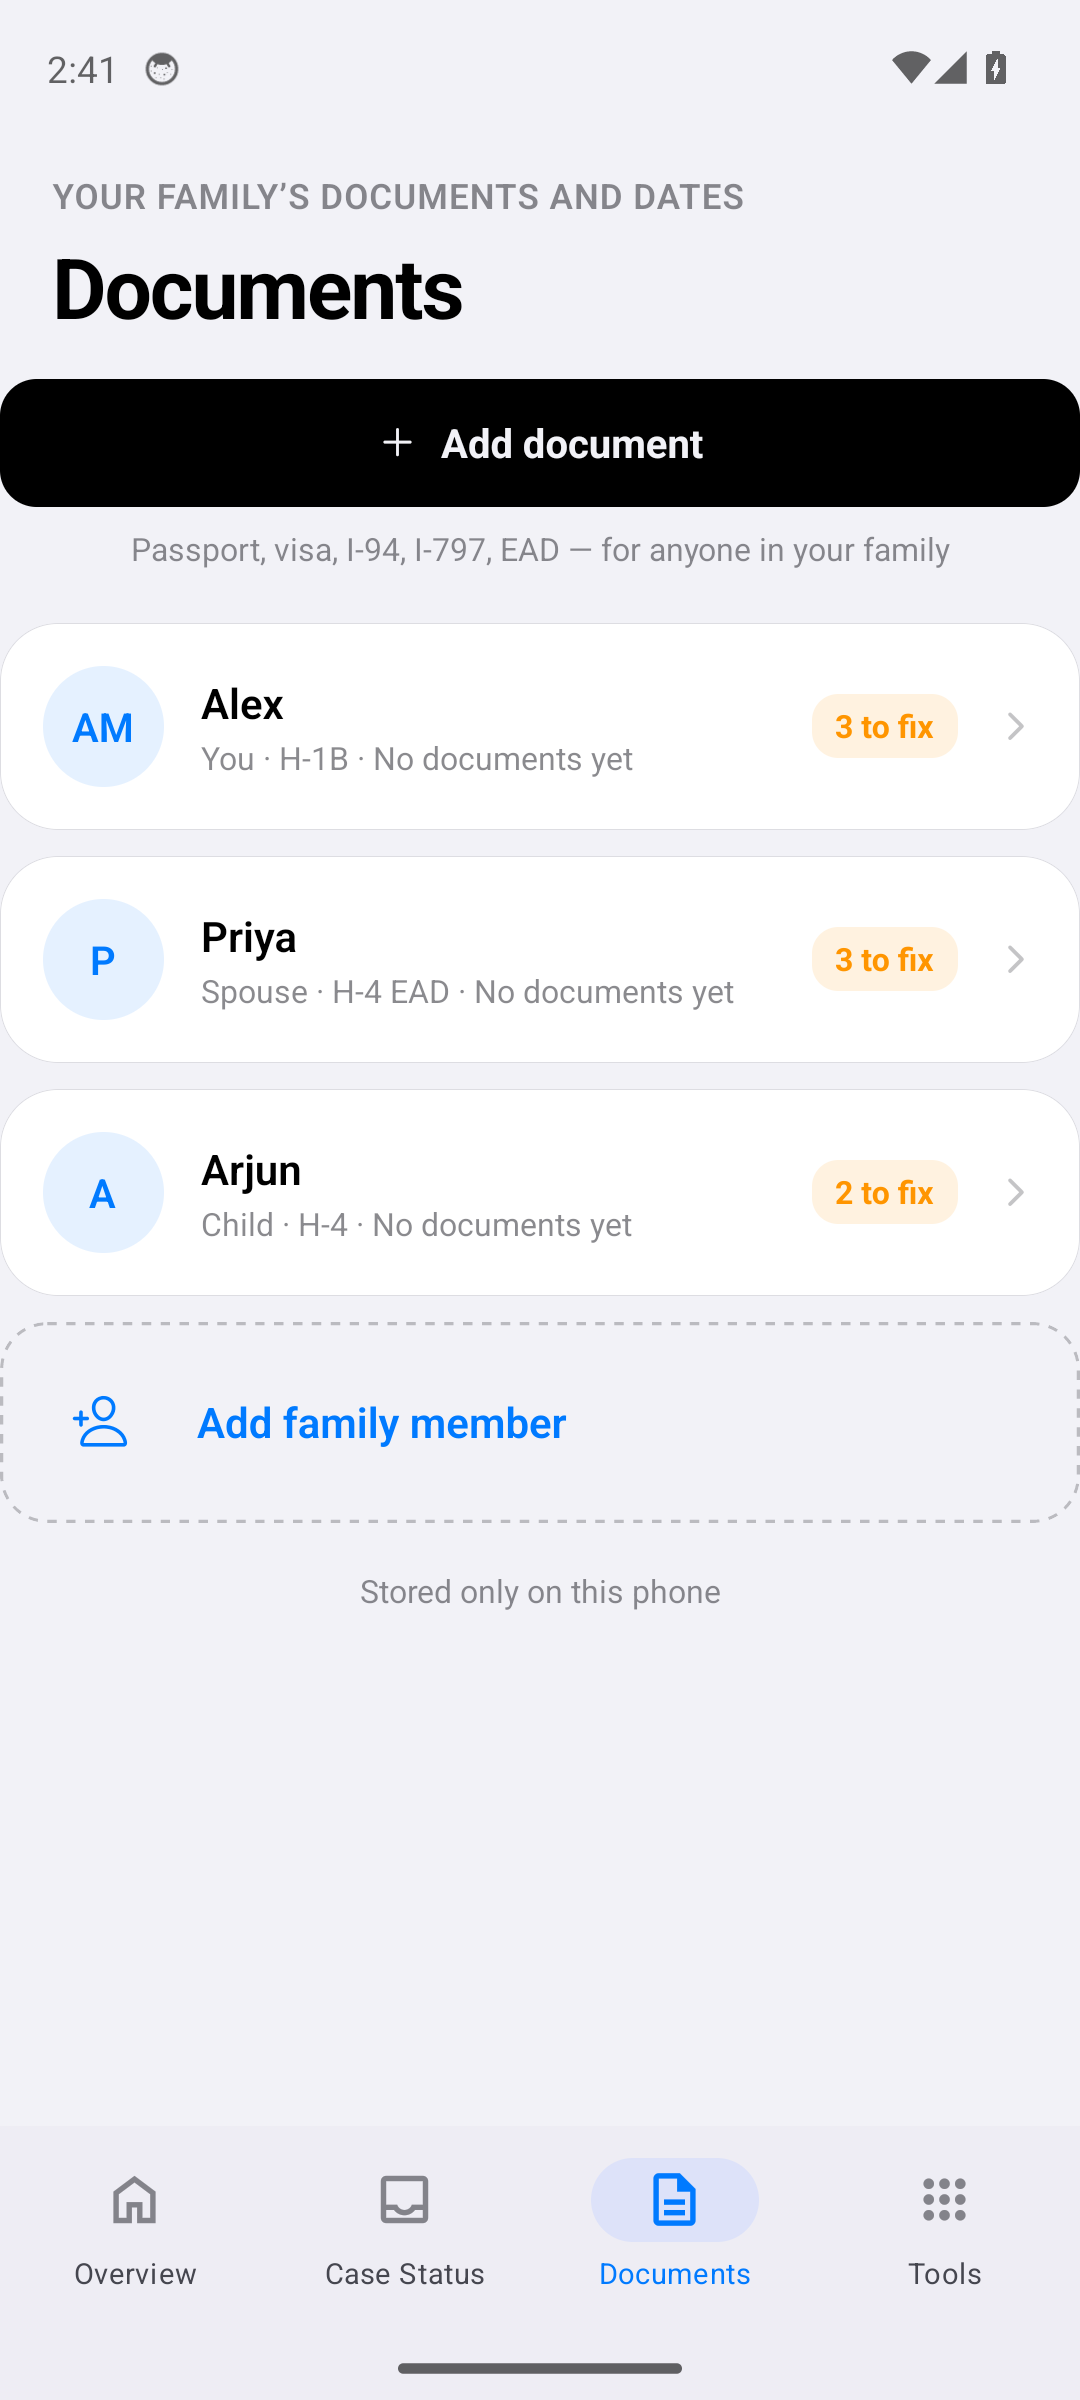 2:41
YOUR FAMILY’S DOCUMENTS AND DATES
Documents
Add document
Passport, visa, I-94, I-797, EAD — for anyone in your family
AM
Alex
You · H-1B · No documents yet
3 to fix
P
Priya
Spouse · H-4 EAD · No documents yet
3 to fix
A
Arjun
Child · H-4 · No documents yet
2 to fix
Add family member
Stored only on this phone
Overview
Case Status
Documents
Tools